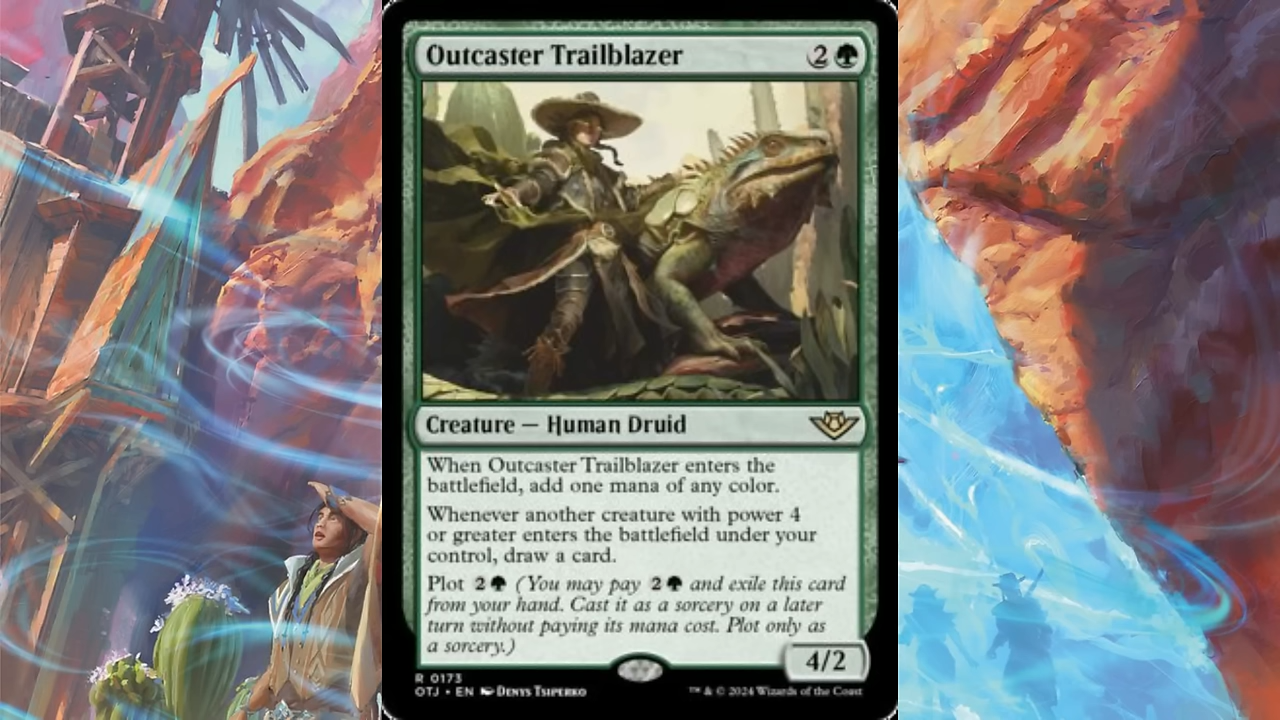 Outcaster Trailblazer 2
Creature — Human Druid
When Outcaster Trailblazer enters the
battlefield, add one mana of any color.
Whenever another creature with power 4
or greater enters the battlefield under your
control, draw a card.
Plot 2 (You may pay 2 and exile this card
from your hand. Cast it as a sorcery on a later
turn without paying its mana cost. Plot only as
a sorcery.)
4/2
R 0173
OTJ • EN Denys Tsiperko
™ & © 2024 Wizards of the Coast